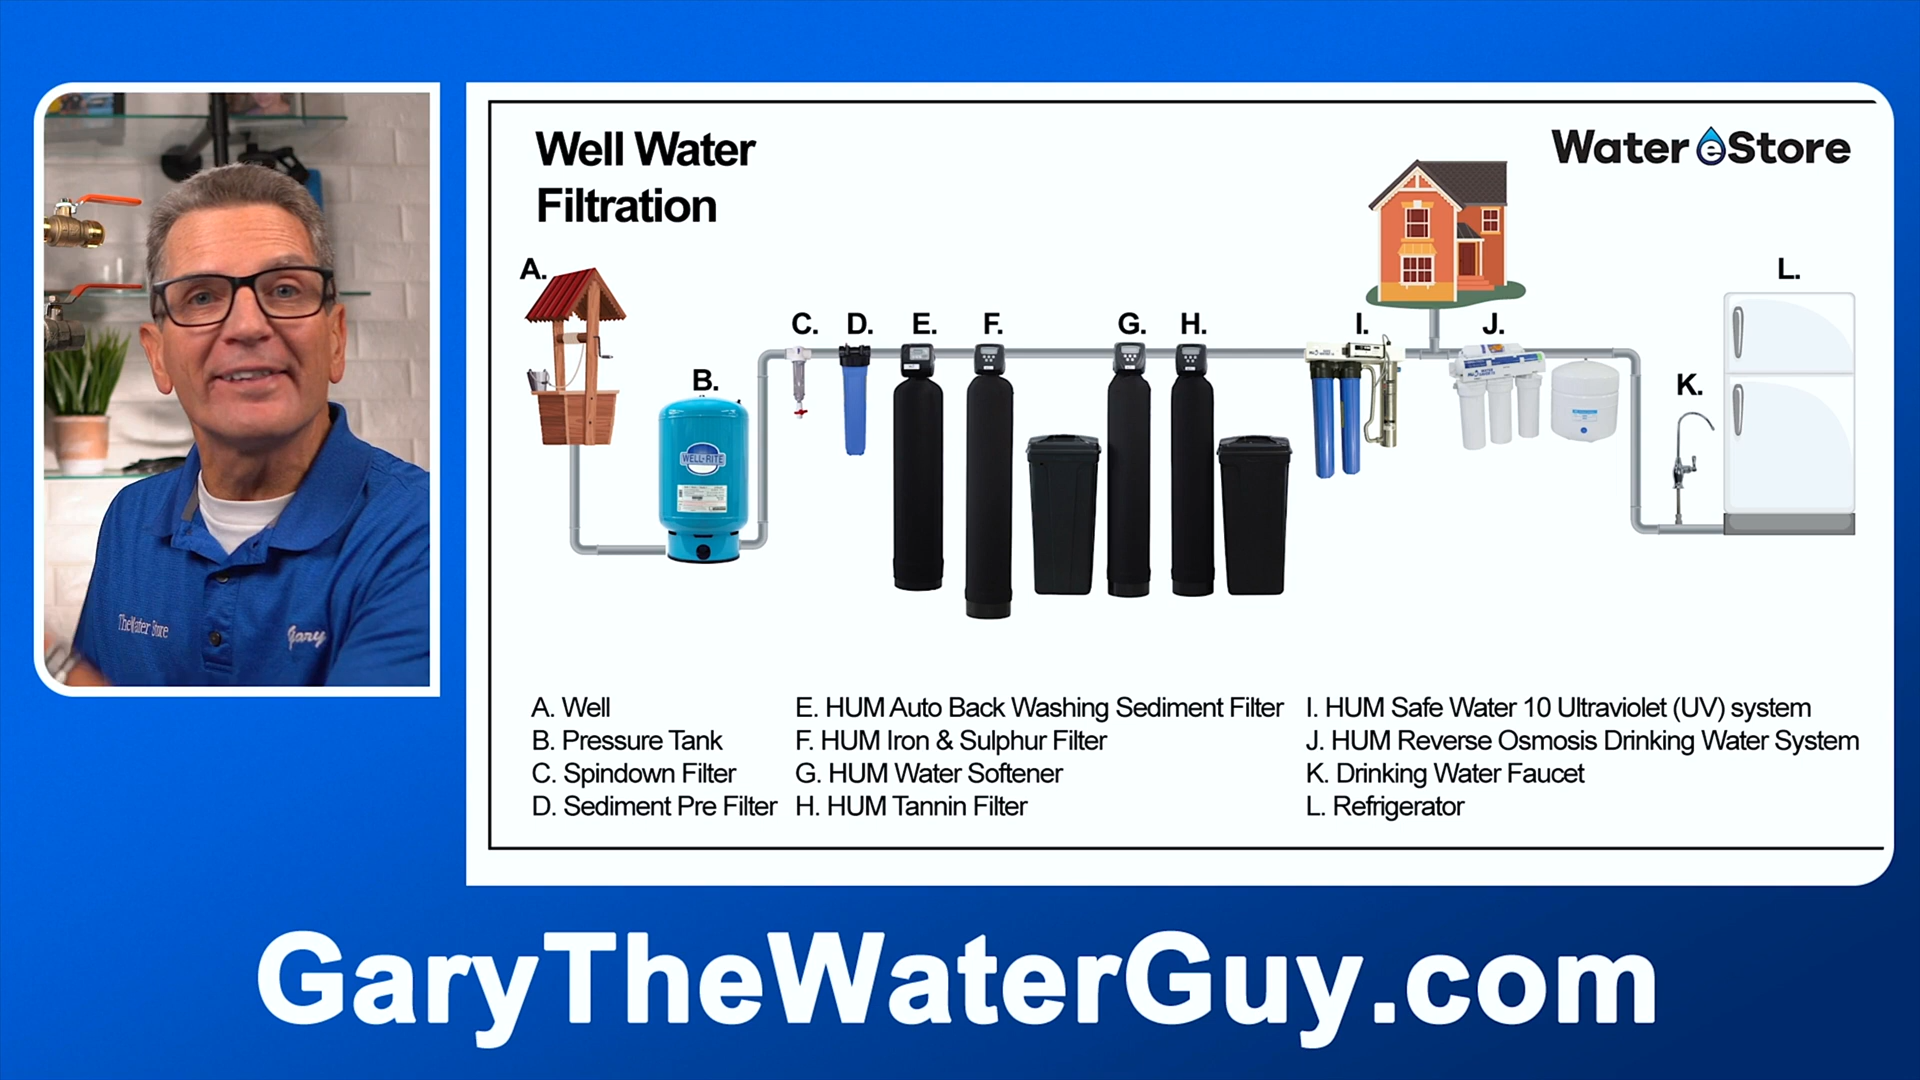 Well Water
Filtration
Water eStore
A.
B.
C.
D.
E.
F.
G.
H.
I.
J.
K.
L.
WELL-RITE
TheWater Store
Gary
A. Well
B. Pressure Tank
C. Spindown Filter
D. Sediment Pre Filter
E. HUM Auto Back Washing Sediment Filter
F. HUM Iron & Sulphur Filter
G. HUM Water Softener
H. HUM Tannin Filter
I. HUM Safe Water 10 Ultraviolet (UV) system
J. HUM Reverse Osmosis Drinking Water System
K. Drinking Water Faucet
L. Refrigerator
GaryTheWaterGuy.com